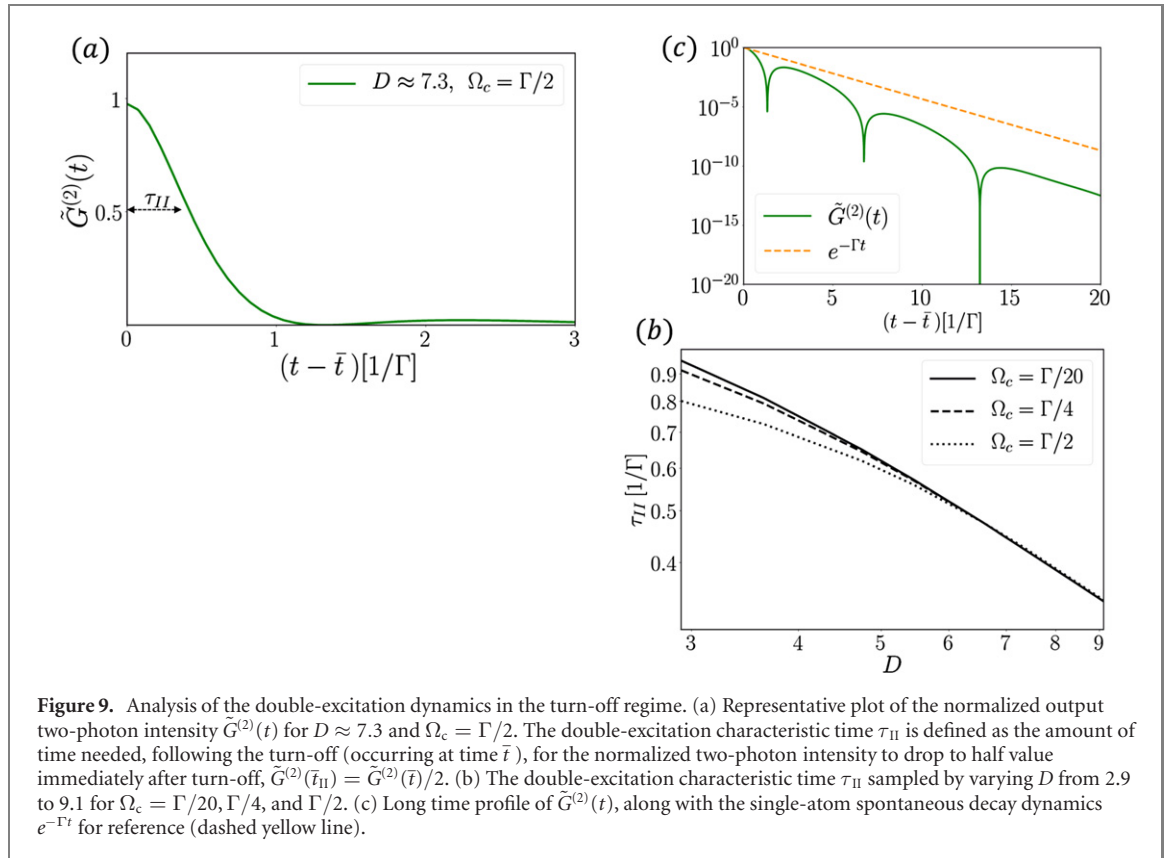 (a)
D ≈ 7.3, Ω_c = Γ/2
1
0.5
τ_II
G̃^(2)(t)
0 1 2 3
(t − t̄)[1/Γ]
(c)
10^0
10^−5
10^−10
10^−15
10^−20
G̃^(2)(t)
e^−Γt
0 5 10 15 20
(t − t̄)[1/Γ]
(b)
0.9
0.8
0.7
0.6
0.5
0.4
τ_II [1/Γ]
Ω_c = Γ/20
Ω_c = Γ/4
Ω_c = Γ/2
3 4 5 6 7 8 9
D
Figure 9. Analysis of the double-excitation dynamics in the turn-off regime. (a) Representative plot of the normalized output
two-photon intensity G̃^(2)(t) for D ≈ 7.3 and Ω_c = Γ/2. The double-excitation characteristic time τ_II is defined as the amount of
time needed, following the turn-off (occurring at time t̄ ), for the normalized two-photon intensity to drop to half value
immediately after turn-off, G̃^(2)(t̄_II) = G̃^(2)(t̄)/2. (b) The double-excitation characteristic time τ_II sampled by varying D from 2.9
to 9.1 for Ω_c = Γ/20, Γ/4, and Γ/2. (c) Long time profile of G̃^(2)(t), along with the single-atom spontaneous decay dynamics
e^−Γt for reference (dashed yellow line).